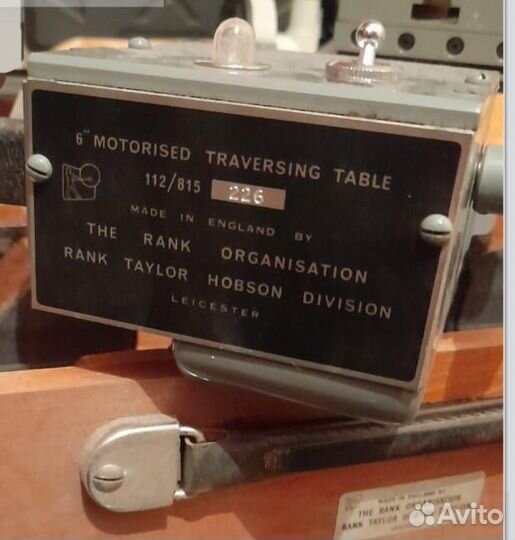 6" MOTORISED TRAVERSING TABLE
112/815 226
MADE IN ENGLAND BY
THE RANK ORGANISATION
RANK TAYLOR HOBSON DIVISION
LEICESTER
MADE IN ENGLAND BY
THE RANK ORGANISATION
RANK TAYLOR
Avito